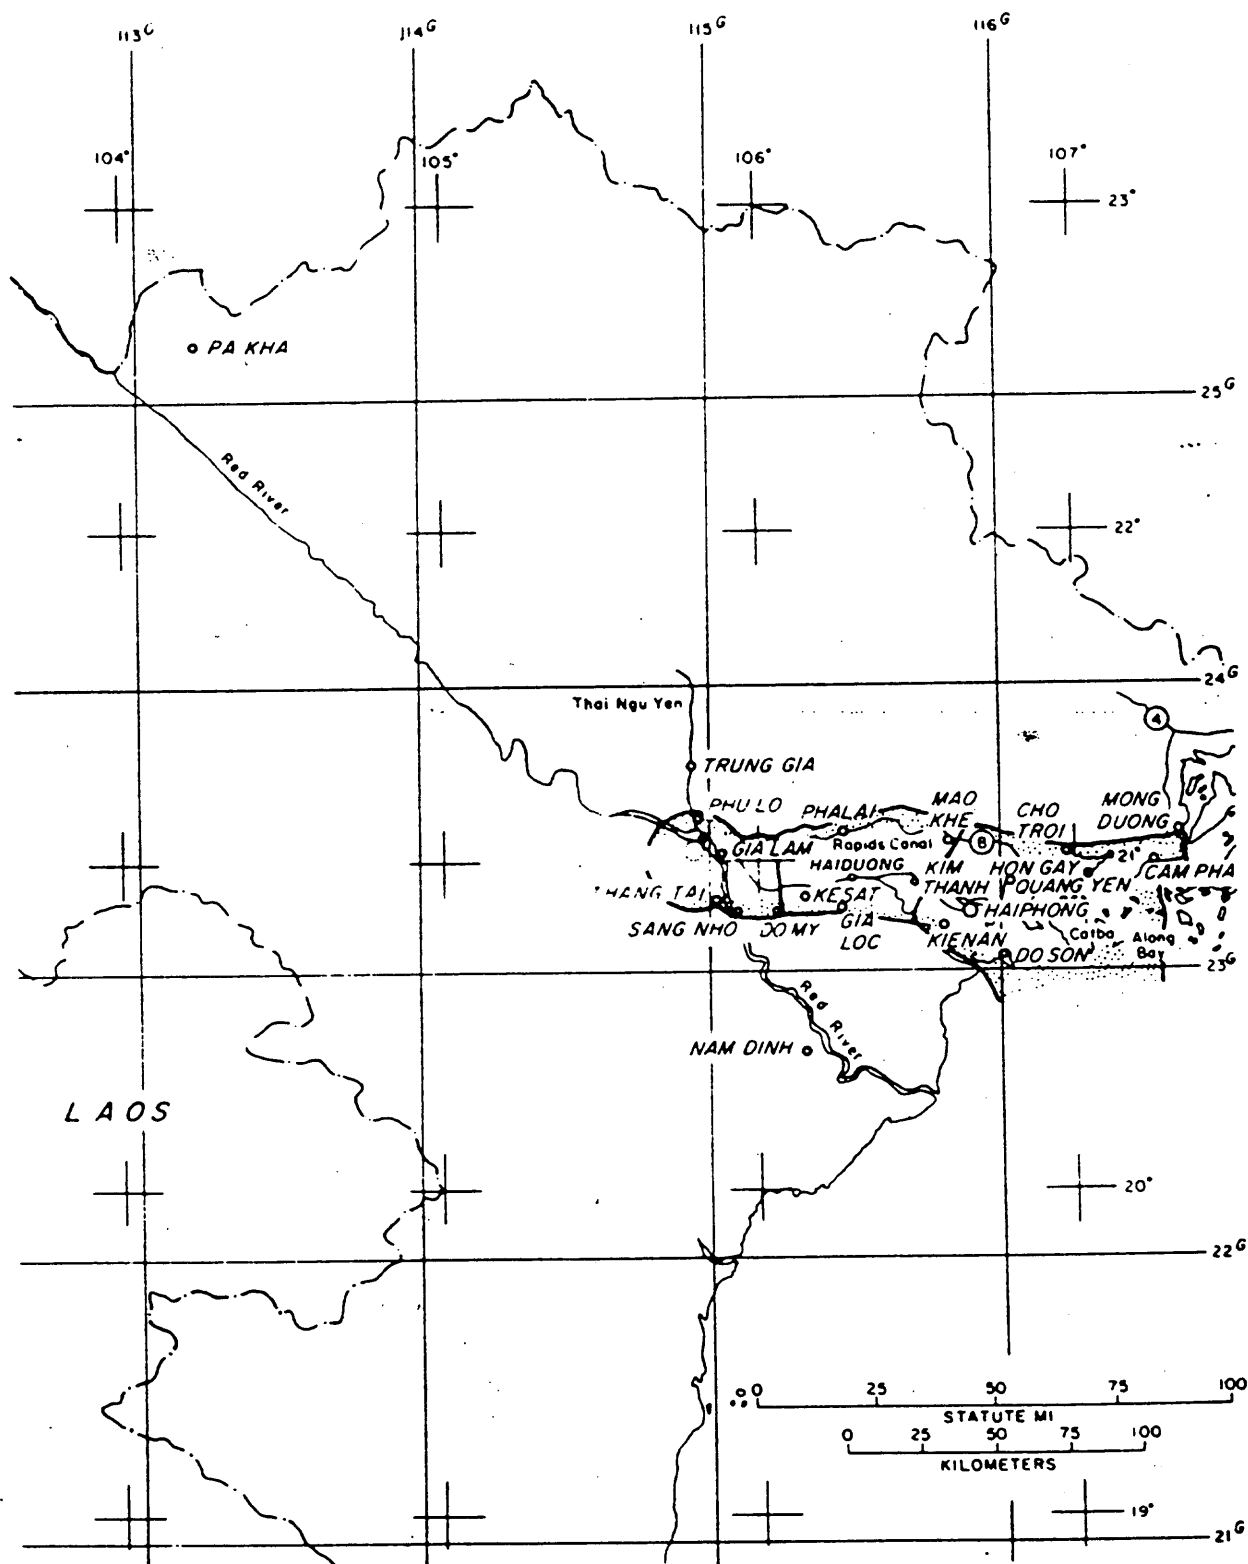 113G 114G 115G 116G
104° 105° 106° 107°
23°
PA KHA
25G
Red River
22°
24G
Thai Ngu Yen
4
TRUNG GIA
PHU LO
PHALAI
MAO
KHE
CHO
TROI
MONG
DUONG
Rapids Canal
8
GIA LAM
HAIDUONG
KIM
THANH
HON GAY
21°
CAM PHA
QUANG YEN
KESAT
HAIPHONG
SANG NHO
DO MY
GIA
LOC
KIENAN
Catba
Along
Bay
DO SON
23G
Red River
NAM DINH
LAOS
20°
22G
0 25 50 75 100
STATUTE MI
0 25 50 75 100
KILOMETERS
19°
21G